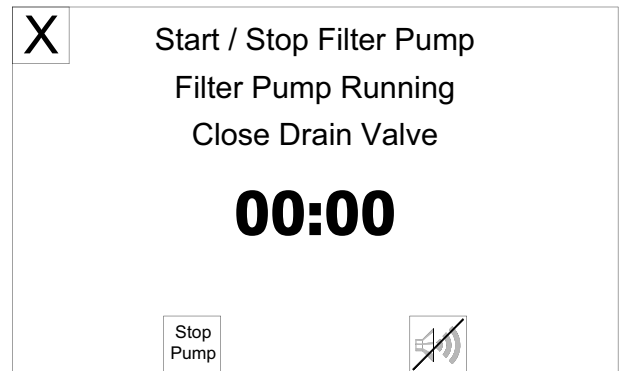 X
Start / Stop Filter Pump
Filter Pump Running
Close Drain Valve
00:00
Stop
Pump